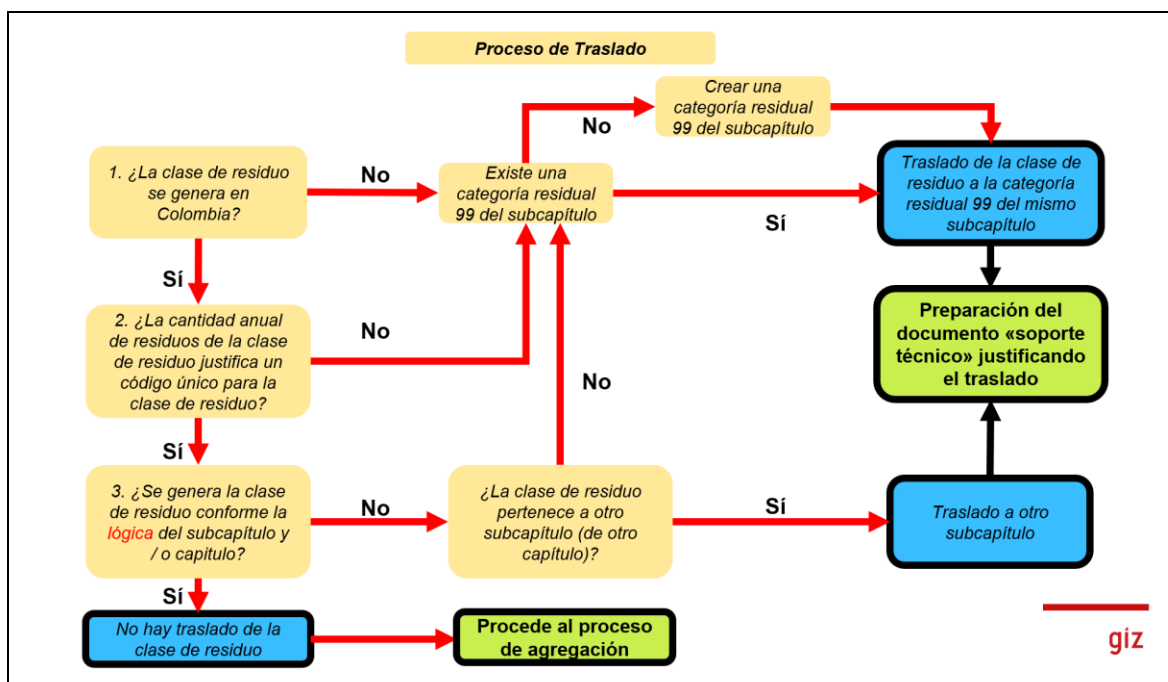 Proceso de Traslado
Crear una
categoría residual
99 del subcapítulo
No
1. ¿La clase de residuo
se genera en
Colombia?
No
Existe una
categoría residual
99 del subcapítulo
Sí
Traslado de la clase de
residuo a la categoría
residual 99 del mismo
subcapítulo
Sí
2. ¿La cantidad anual
de residuos de la clase
de residuo justifica un
código único para la
clase de residuo?
No
No
Preparación del
documento «soporte
técnico» justificando
el traslado
Sí
3. ¿Se genera la clase
de residuo conforme la
lógica del subcapítulo y
/ o capitulo?
No
¿La clase de residuo
pertenece a otro
subcapítulo (de otro
capítulo)?
Sí
Traslado a otro
subcapítulo
Sí
No hay traslado de la
clase de residuo
Procede al proceso
de agregación
giz